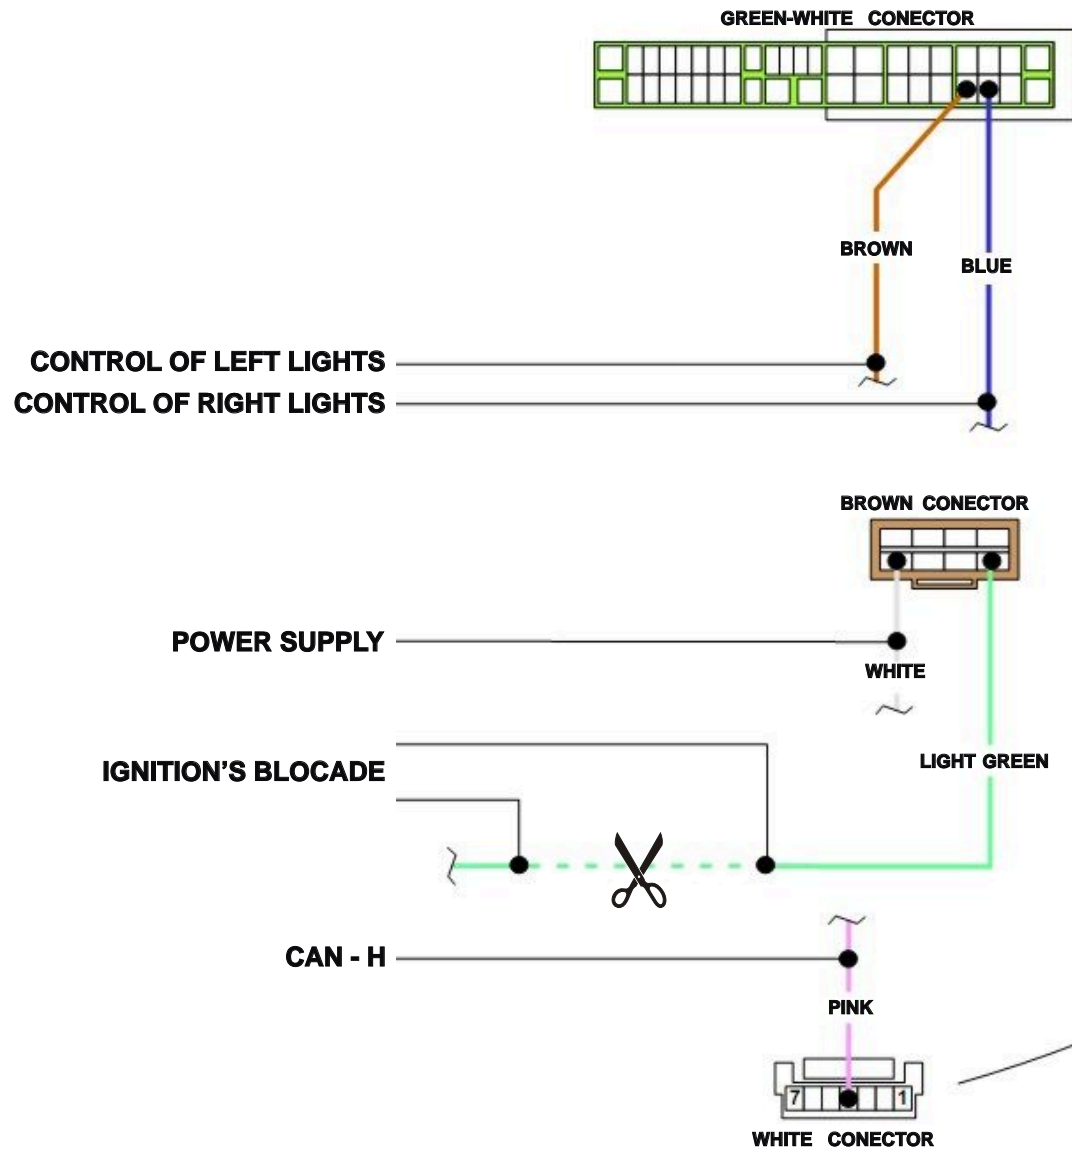 GREEN-WHITE CONECTOR
BROWN
BLUE
CONTROL OF LEFT LIGHTS
CONTROL OF RIGHT LIGHTS
BROWN CONECTOR
POWER SUPPLY
WHITE
IGNITION'S BLOCADE
LIGHT GREEN
CAN - H
PINK
7 1
WHITE CONECTOR